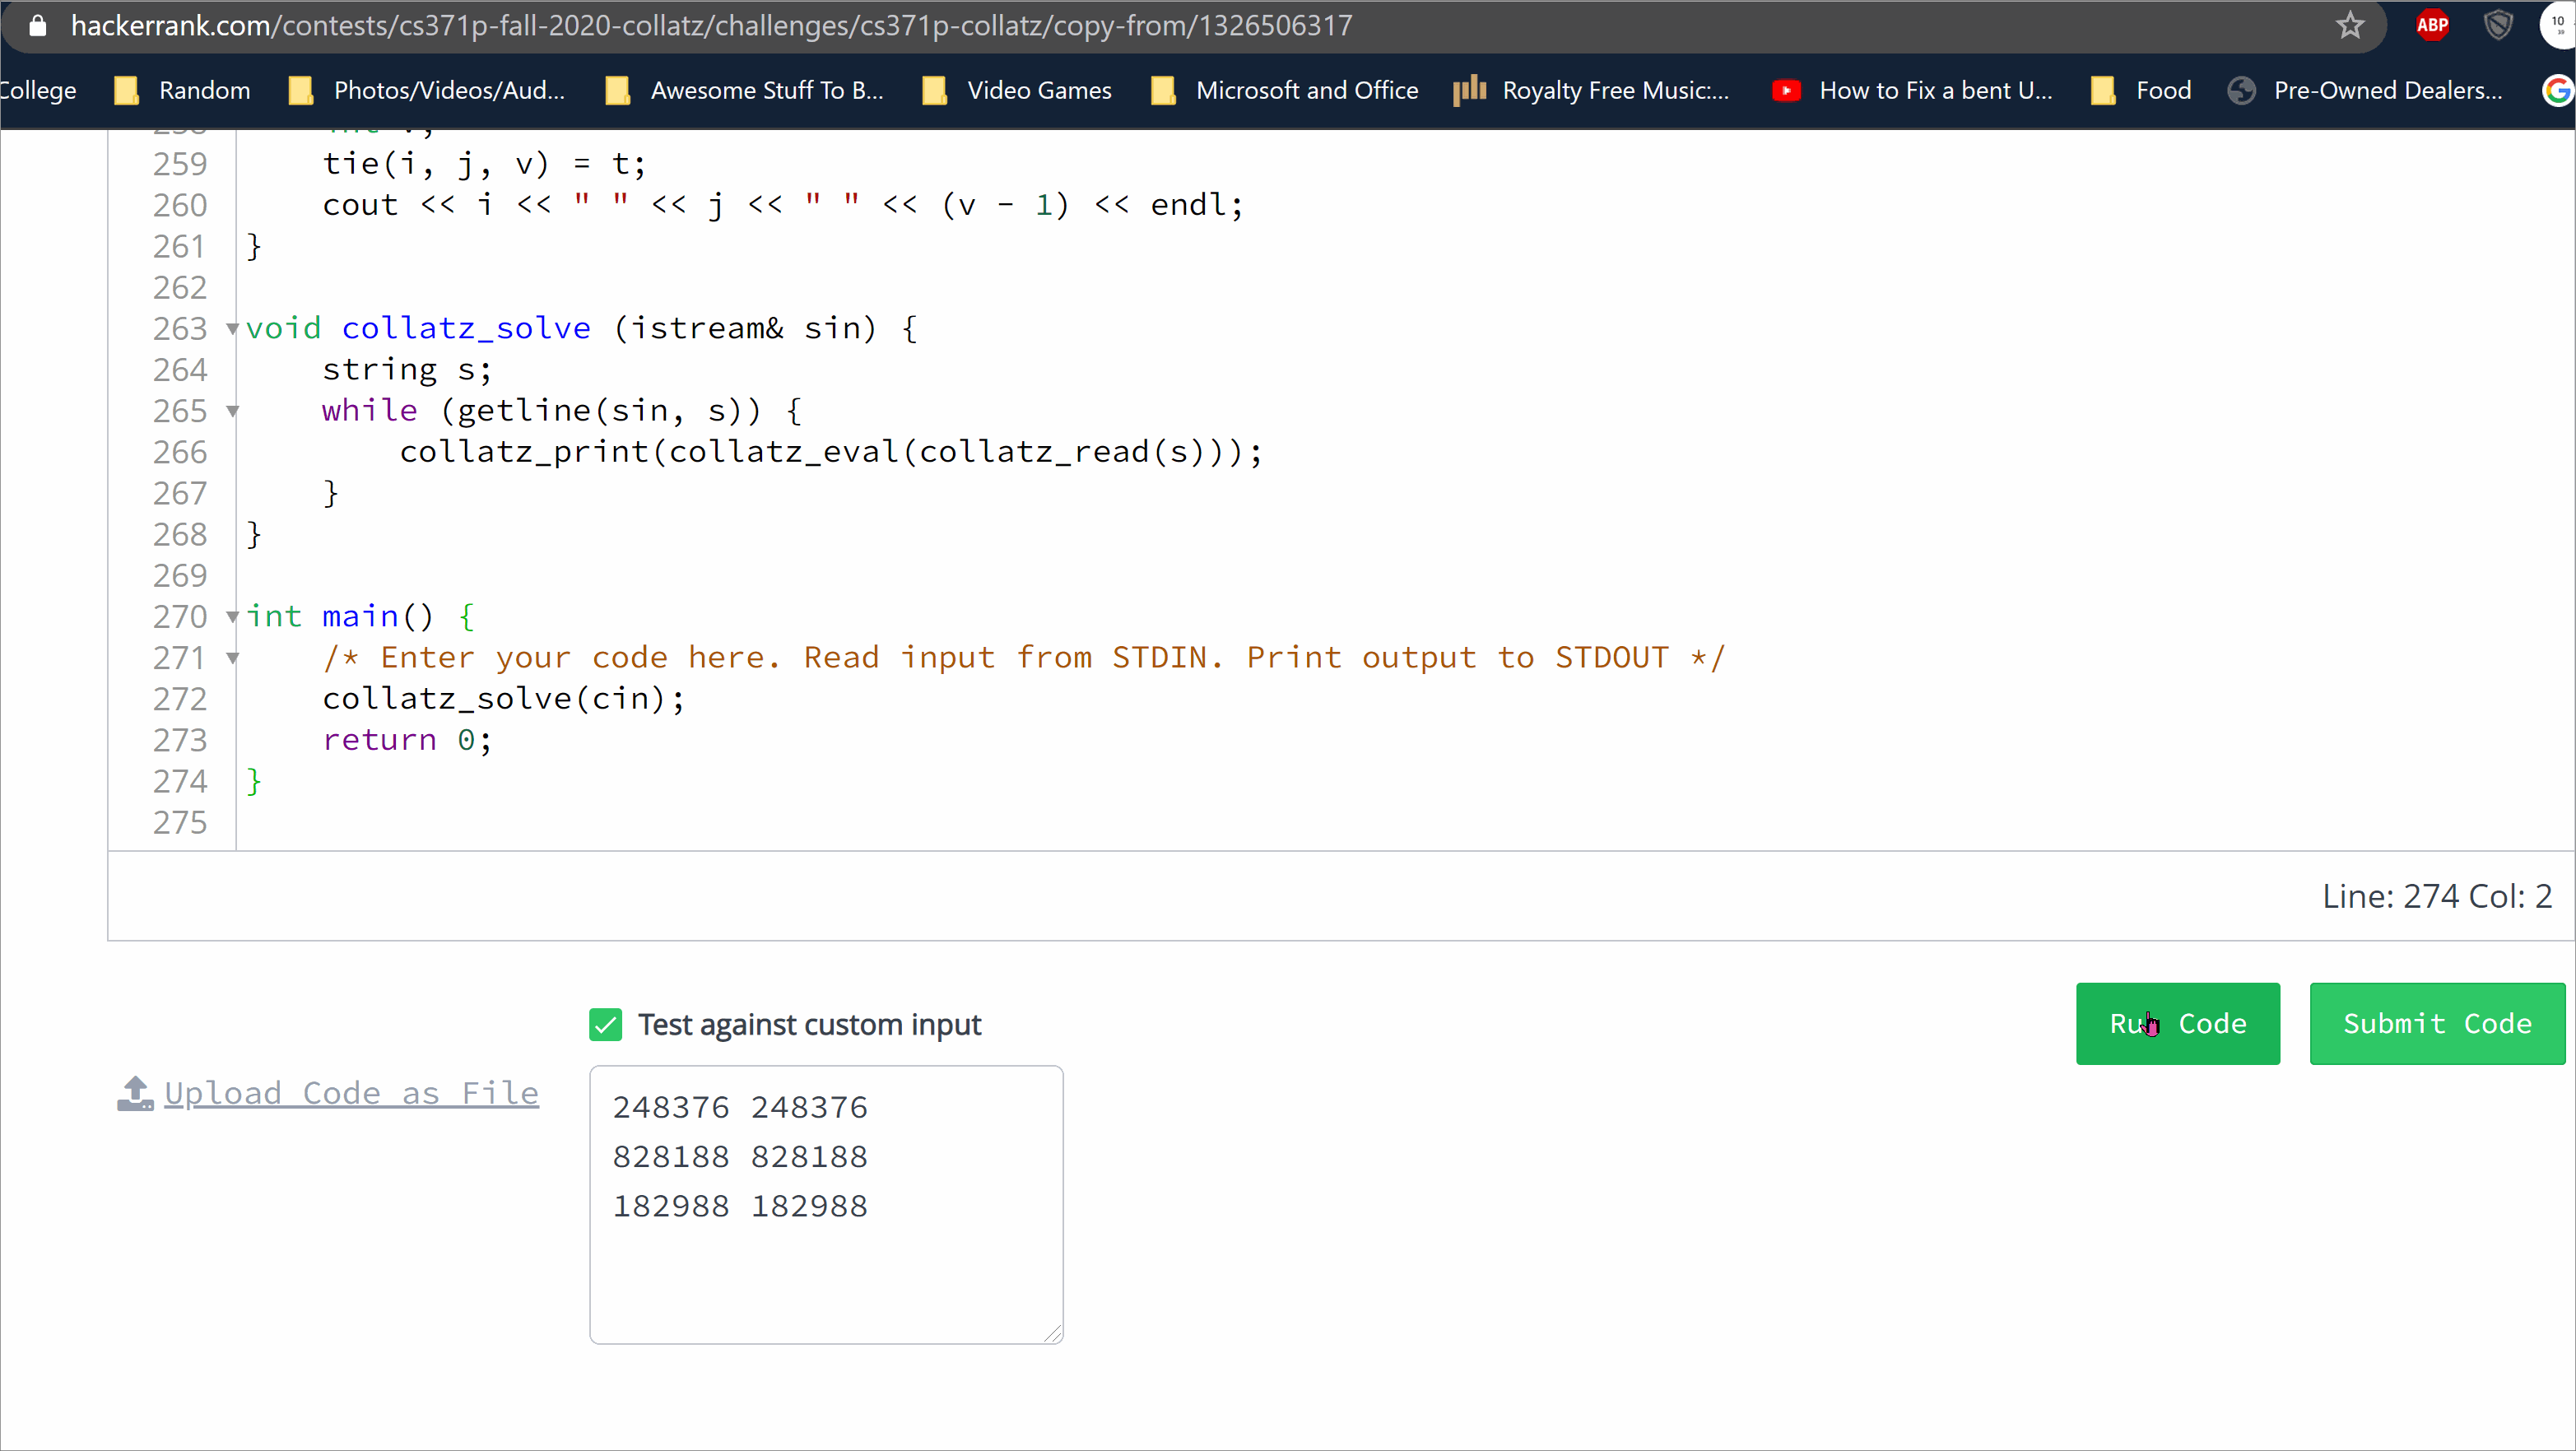 hackerrank.com/contests/cs371p-fall-2020-collatz/challenges/cs371p-collatz/copy-from/1326506317
ABP
10
College Random Photos/Videos/Aud... Awesome Stuff To B... Video Games Microsoft and Office Royalty Free Music:... How to Fix a bent U... Food Pre-Owned Dealers...
259 tie(i, j, v) = t;
260 cout << i << " " << j << " " << (v - 1) << endl;
261 }
262
263 void collatz_solve (istream& sin) {
264 string s;
265 while (getline(sin, s)) {
266 collatz_print(collatz_eval(collatz_read(s)));
267 }
268 }
269
270 int main() {
271 /* Enter your code here. Read input from STDIN. Print output to STDOUT */
272 collatz_solve(cin);
273 return 0;
274 }
275
Line: 274 Col: 2
Run Code Submit Code
Test against custom input
Upload Code as File
248376 248376
828188 828188
182988 182988